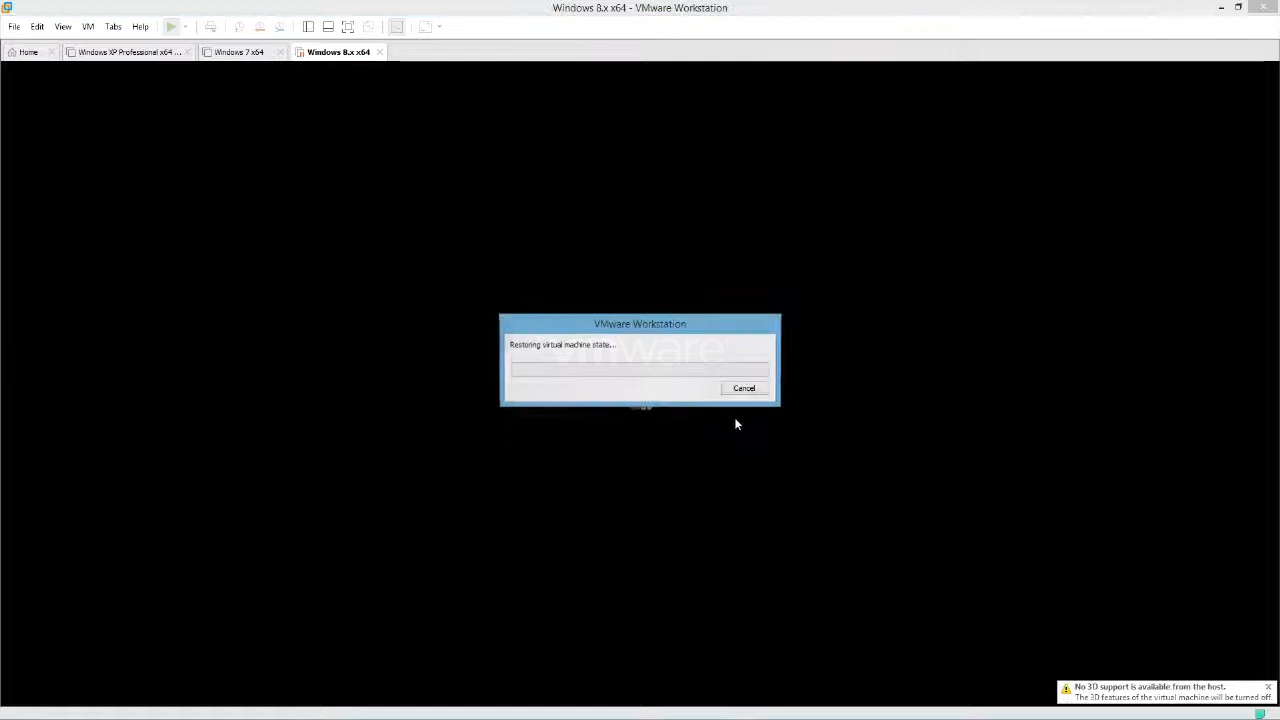 Windows 8.x x64 - VMware Workstation
File Edit View VM Tabs Help
Home Windows XP Professional x64 ... Windows 7 x64 Windows 8.x x64
VMware Workstation
Restoring virtual machine state...
vmware
Cancel
No 3D support is available from the host.
The 3D features of the virtual machine will be turned off.